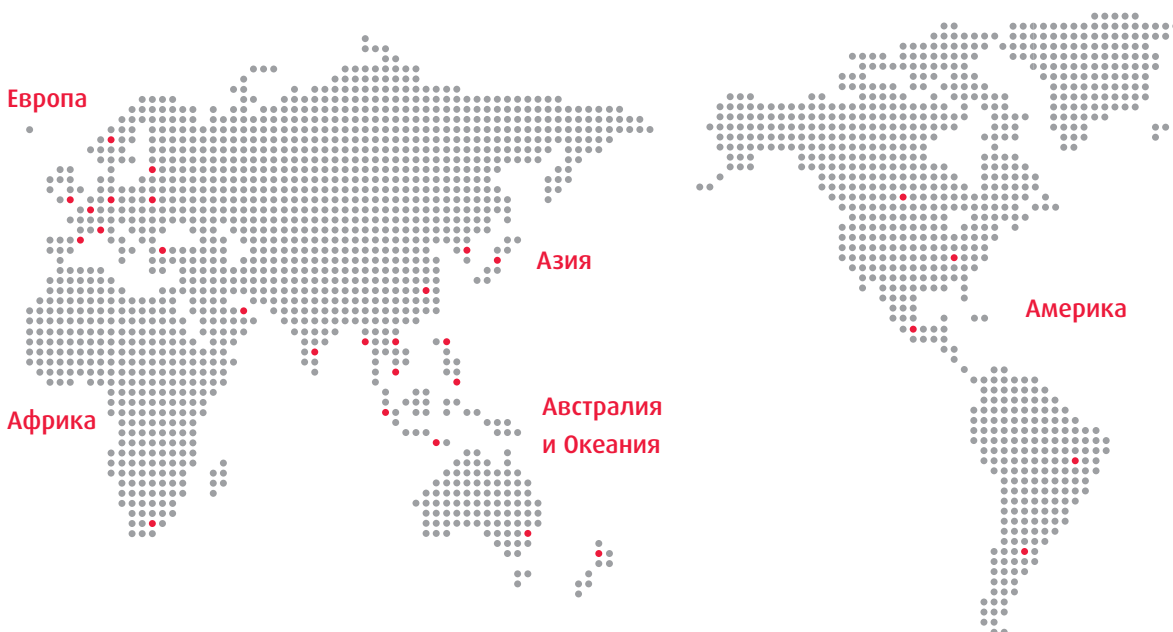 Европа
Азия
Америка
Африка
Австралия
и Океания